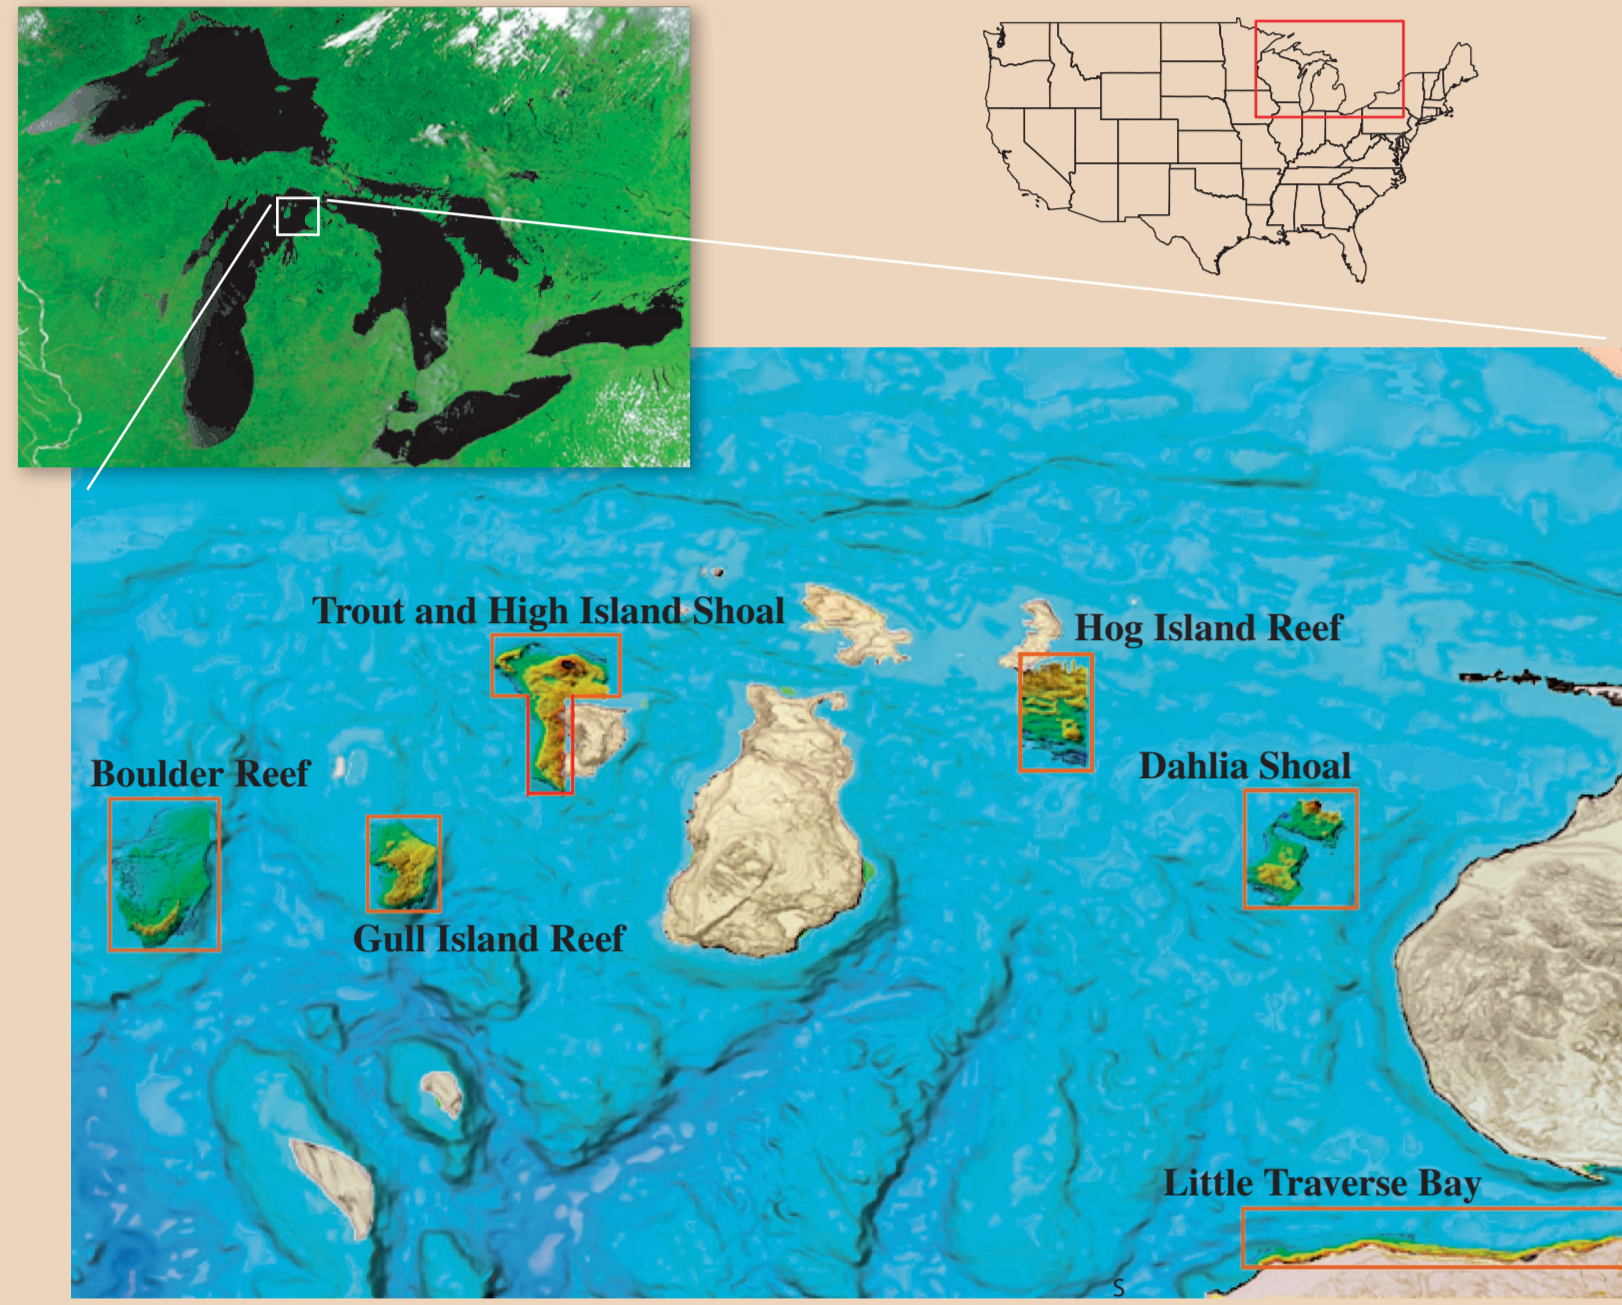 Trout and High Island Shoal
Hog Island Reef
Boulder Reef
Dahlia Shoal
Gull Island Reef
Little Traverse Bay
S